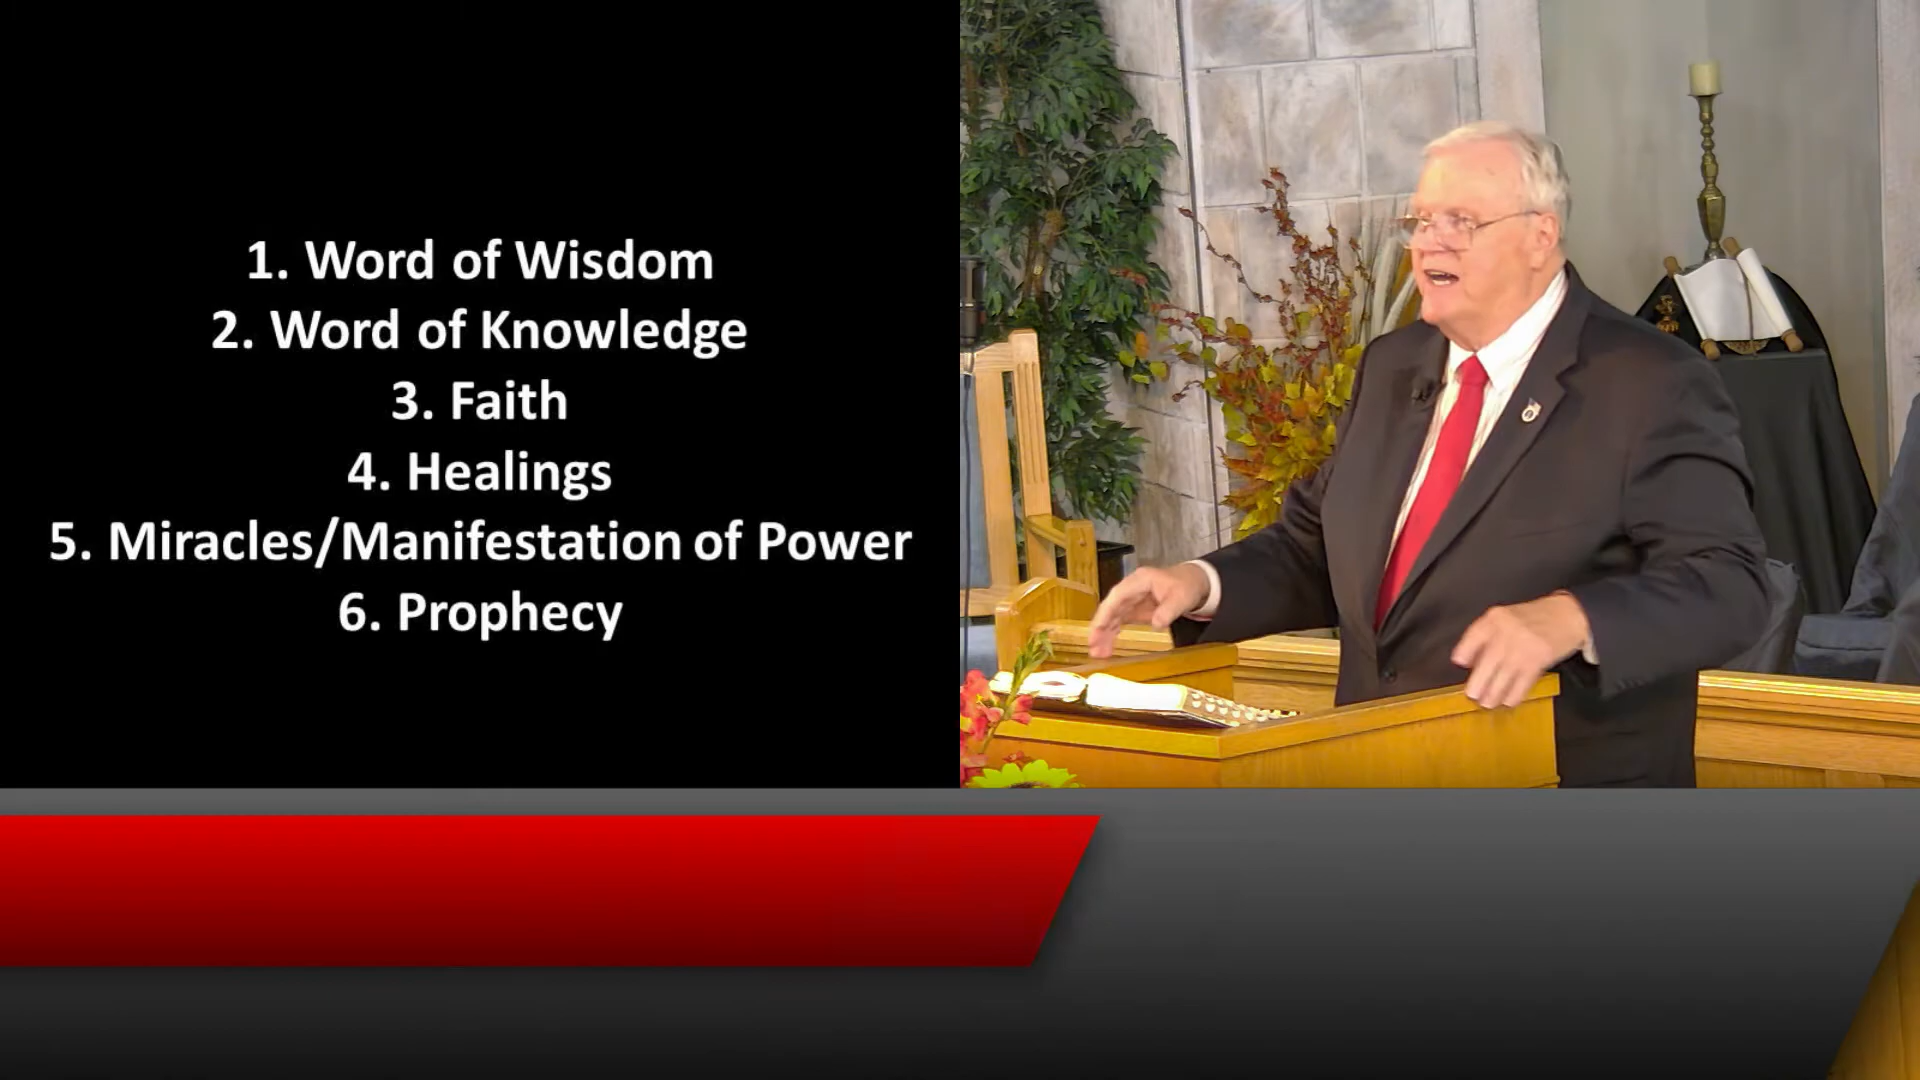 1. Word of Wisdom
2. Word of Knowledge
3. Faith
4. Healings
5. Miracles/Manifestation of Power
6. Prophecy